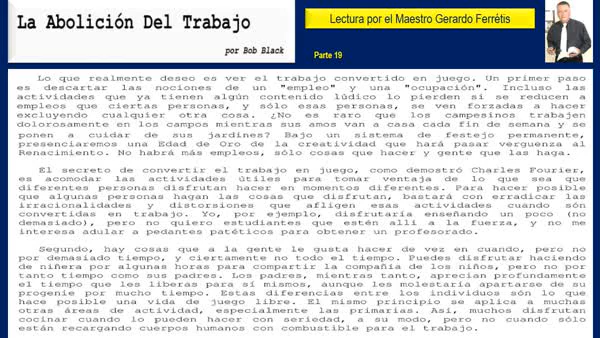 La Abolición Del Trabajo
por Bob Black
Lectura por el Maestro Gerardo Ferrétis
Parte 19
Lo que realmente deseo es ver el trabajo convertido en juego. Un primer paso
es descartar las nociones de un "empleo" y una "ocupación". Incluso las
actividades que ya tienen algún contenido lúdico lo pierden si se reducen a
empleos que ciertas personas, y sólo esas personas, se ven forzadas a hacer
excluyendo cualquier otra cosa. ¿No es raro que los campesinos trabajen
dolorosamente en los campos mientras sus amos van a casa cada fin de semana y se
ponen a cuidar de sus jardines? Bajo un sistema de festejo permanente,
presenciaremos una Edad de Oro de la creatividad que hará pasar verguenza al
Renacimiento. No habrá más empleos, sólo cosas que hacer y gente que las haga.
El secreto de convertir el trabajo en juego, como demostró Charles Fourier,
es acomodar las actividades útiles para tomar ventaja de lo que sea que
diferentes personas disfrutan hacer en momentos diferentes. Para hacer posible
que algunas personas hagan las cosas que disfrutan, bastará con erradicar las
irracionalidades y distorsiones que afligen esas actividades cuando son
convertidas en trabajo. Yo, por ejemplo, disfrutaría enseñando un poco (no
demasiado), pero no quiero estudiantes que estén allí a la fuerza, y no me
interesa adular a pedantes patéticos para obtener un profesorado.
Segundo, hay cosas que a la gente le gusta hacer de vez en cuando, pero no
por demasiado tiempo, y ciertamente no todo el tiempo. Puedes disfrutar haciendo
de niñera por algunas horas para compartir la compañía de los niños, pero no por
tanto tiempo como sus padres. Los padres, mientras tanto, aprecian profundamente
el tiempo que les liberas para sí mismos, aunque les molestaría apartarse de su
progenie por mucho tiempo. Estas diferencias entre los individuos son lo que
hace posible una vida de juego libre. El mismo principio se aplica a muchas
otras áreas de actividad, especialmente las primarias. Así, muchos disfrutan
cocinar cuando lo pueden hacer con seriedad, a su modo, pero no cuando sólo
están recargando cuerpos humanos con combustible para el trabajo.